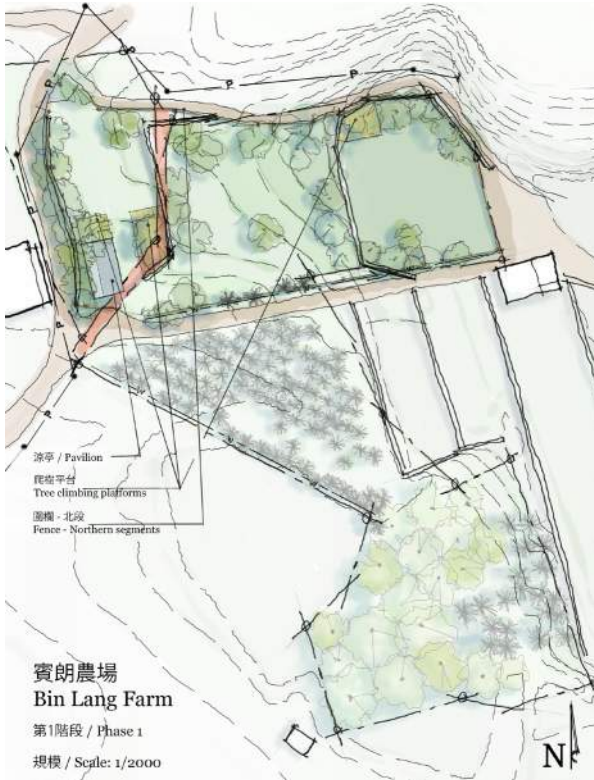 P
P
P
P
P
P
涼亭 / Pavilion
爬樹平台
Tree climbing platforms
圍欄 - 北段
Fence - Northern segments
賓朗農場
Bin Lang Farm
第1階段 / Phase 1
規模 / Scale: 1/2000
N